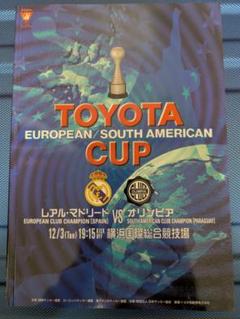 TOYOTA
EUROPEAN/SOUTH AMERICAN
CUP
レアル・マドリード VS オリンピア
EUROPEAN CLUB CHAMPION (SPAIN)
SOUTH AMERICAN CLUB CHAMPION (PARAGUAY)
12/3(Tue) 19:15 横浜国際総合競技場